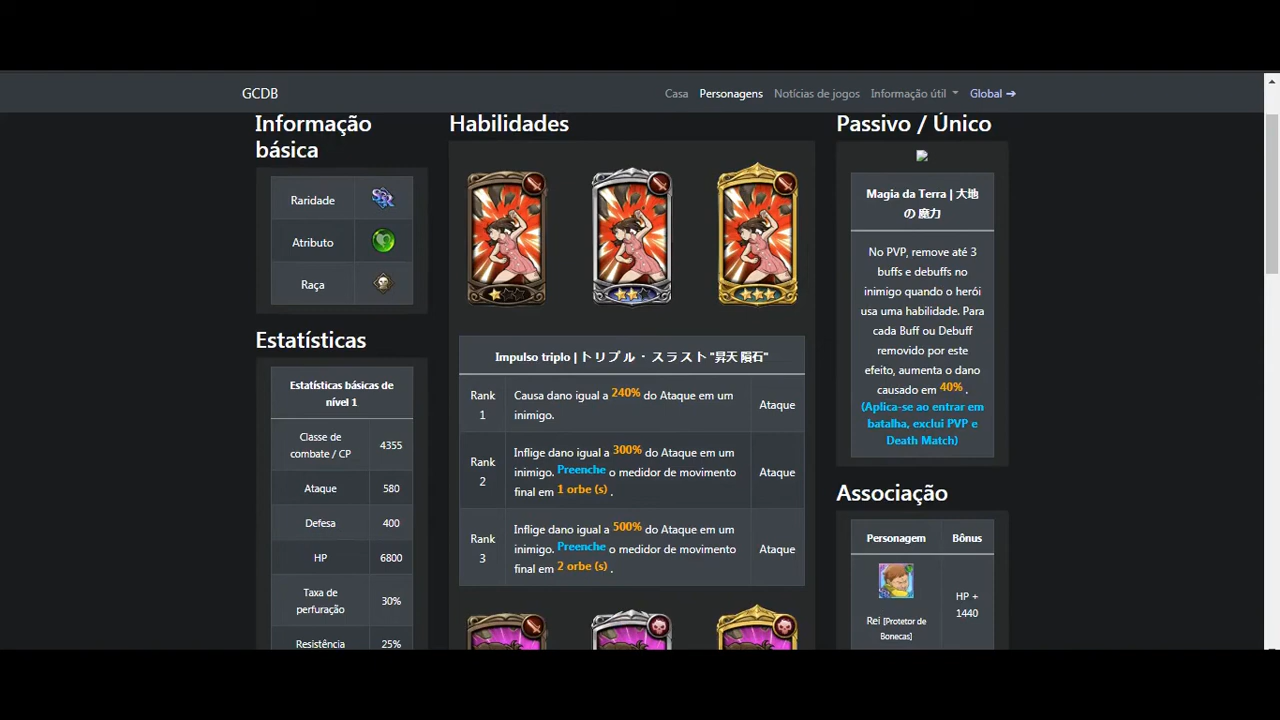 GCDB
Casa
Personagens
Notícias de jogos
Informação útil
Global ➔
Informação
básica
Raridade
Atributo
Raça
Estatísticas
Estatísticas básicas de
nível 1
Classe de
combate / CP
4355
Ataque
580
Defesa
400
HP
6800
Taxa de
perfuração
30%
Resistência
25%
Habilidades
Impulso triplo | トリプル・スラスト "昇天 隕石"
Rank
1
Causa dano igual a 240% do Ataque em um
inimigo.
Ataque
Rank
2
Inflige dano igual a 300% do Ataque em um
inimigo. Preenche o medidor de movimento
final em 1 orbe (s) .
Ataque
Rank
3
Inflige dano igual a 500% do Ataque em um
inimigo. Preenche o medidor de movimento
final em 2 orbe (s) .
Ataque
Passivo / Único
Magia da Terra | 大地
の 魔力
No PVP, remove até 3
buffs e debuffs no
inimigo quando o herói
usa uma habilidade. Para
cada Buff ou Debuff
removido por este
efeito, aumenta o dano
causado em 40% .
(Aplica-se ao entrar em
batalha, exclui PVP e
Death Match)
Associação
Personagem
Bônus
Rei [Protetor de
Bonecas]
HP +
1440